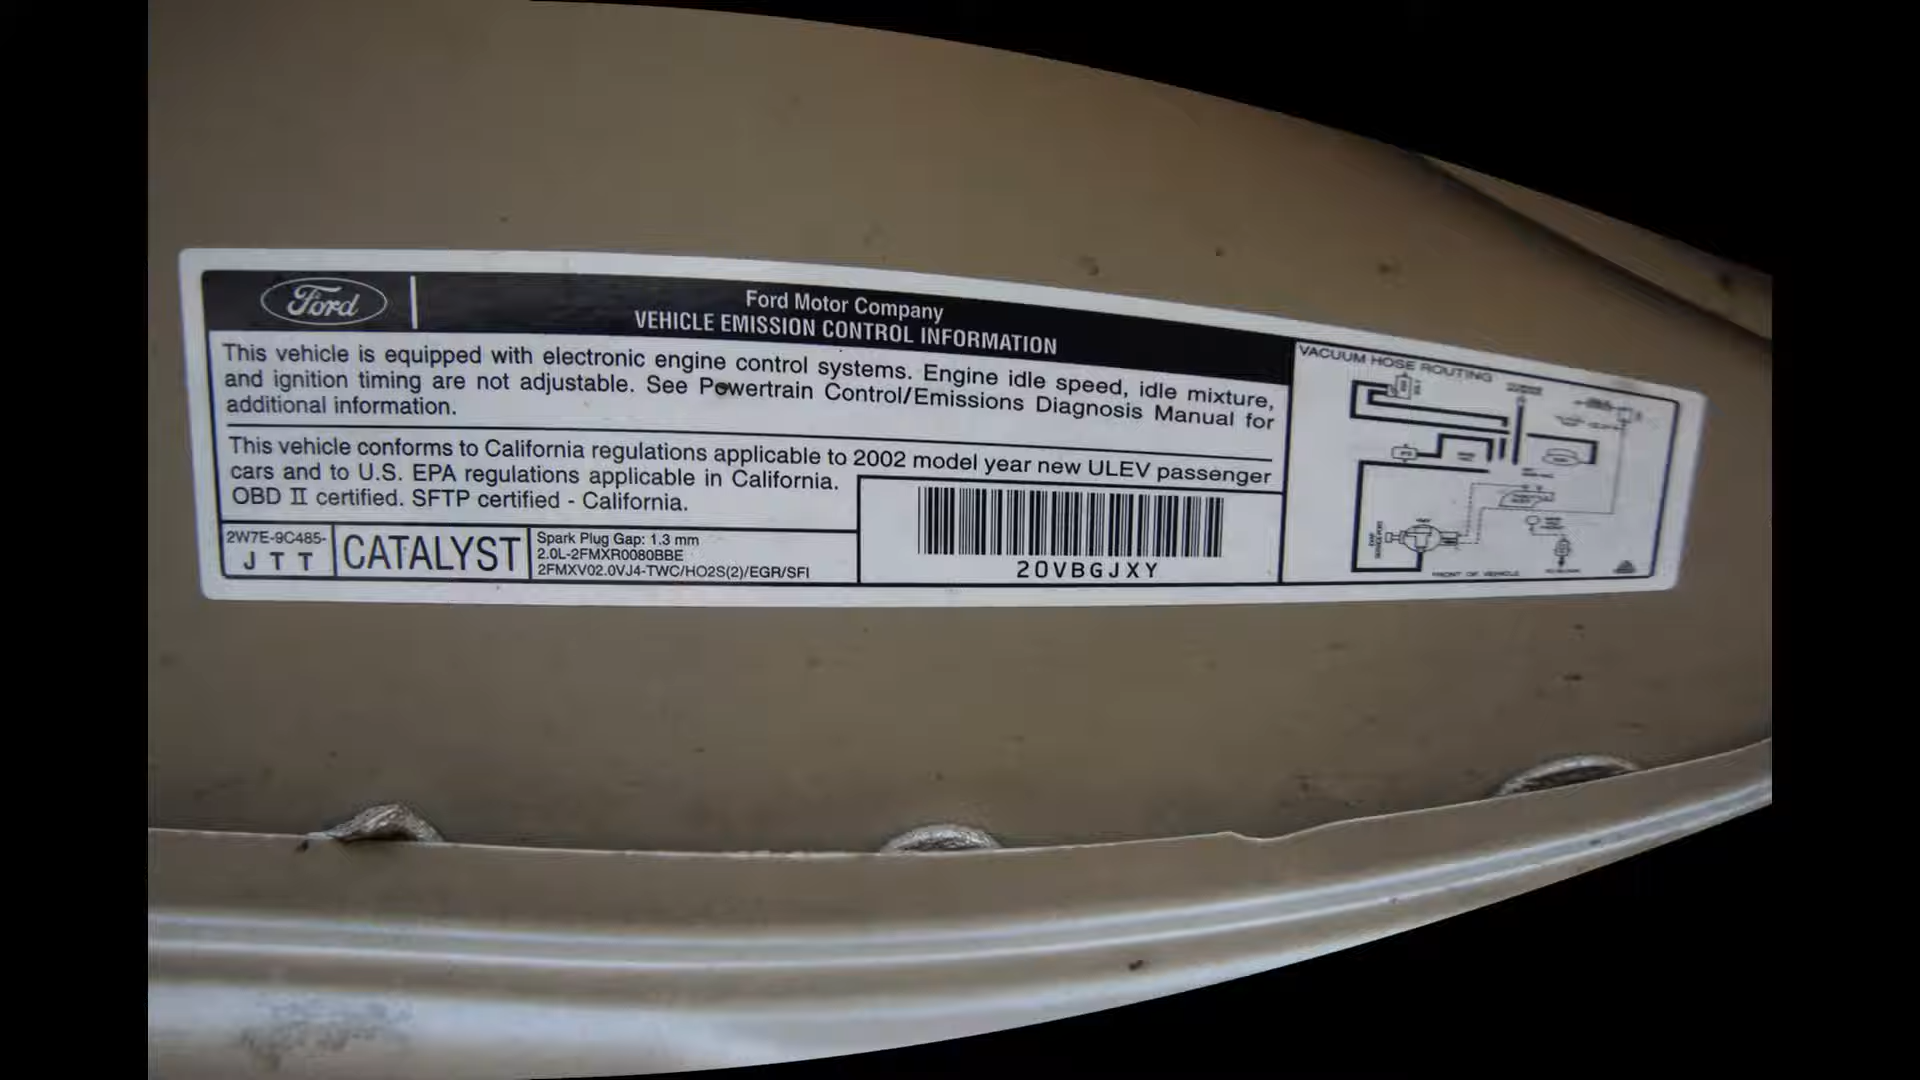 Ford
Ford Motor Company
VEHICLE EMISSION CONTROL INFORMATION
This vehicle is equipped with electronic engine control systems. Engine idle speed, idle mixture,
and ignition timing are not adjustable. See Powertrain Control/Emissions Diagnosis Manual for
additional information.
This vehicle conforms to California regulations applicable to 2002 model year new ULEV passenger
cars and to U.S. EPA regulations applicable in California.
OBD II certified. SFTP certified - California.
2W7E-9C485-
JTT
CATALYST
Spark Plug Gap: 1.3 mm
2.0L-2FMXR0080BBE
2FMXV02.0VJ4-TWC/HO2S(2)/EGR/SFI
20VBGJXY
VACUUM HOSE ROUTING
FRONT OF VEHICLE